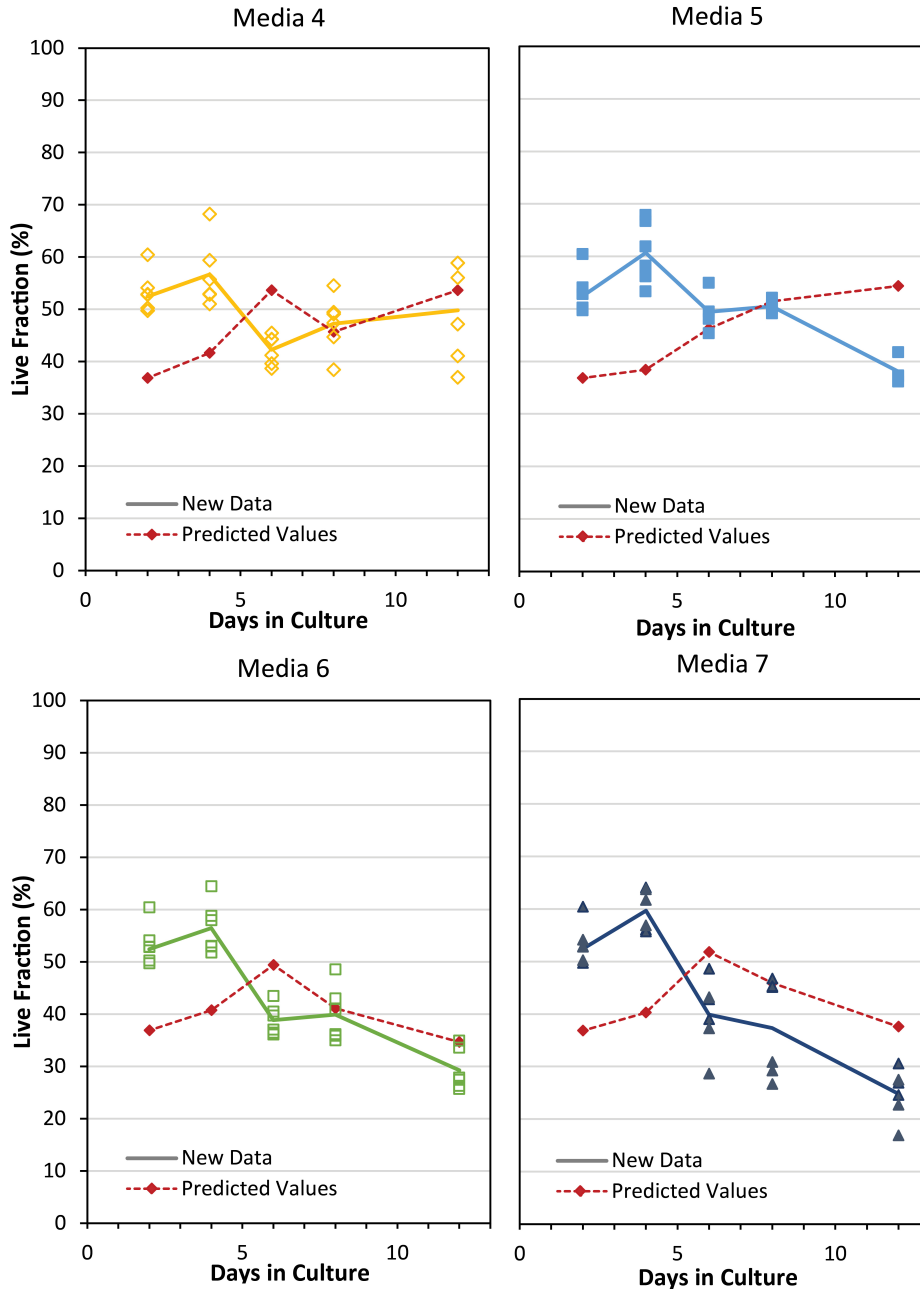 Media 4
Media 5
100
90
80
70
60
50
40
30
20
10
0
Live Fraction (%)
New Data
Predicted Values
New Data
Predicted Values
0 5 10
0 5 10
Days in Culture
Days in Culture
Media 6
Media 7
100
90
80
70
60
50
40
30
20
10
0
Live Fraction (%)
New Data
Predicted Values
New Data
Predicted Values
0 5 10
0 5 10
Days in Culture
Days in Culture